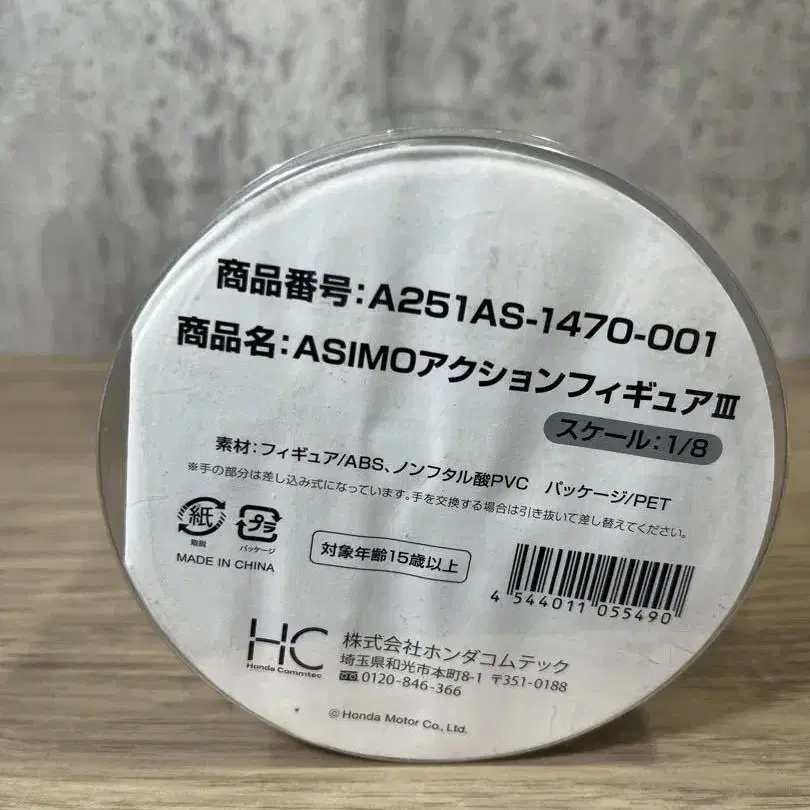 商品番号:A251AS-1470-001
商品名:ASIMOアクションフィギュアⅢ
スケール:1/8
素材:フィギュア/ABS、ノンフタル酸PVC パッケージ/PET
※手の部分は差し込み式になっています。手を交換する場合は引き抜いて差し替えてください。
紙 プラ
パッケージ
MADE IN CHINA
対象年齢15歳以上
4 544011 055490
HC
Honda Commtec
株式会社ホンダコムテック
埼玉県和光市本町8-1 〒351-0188
0120-846-366
© Honda Motor Co., Ltd.